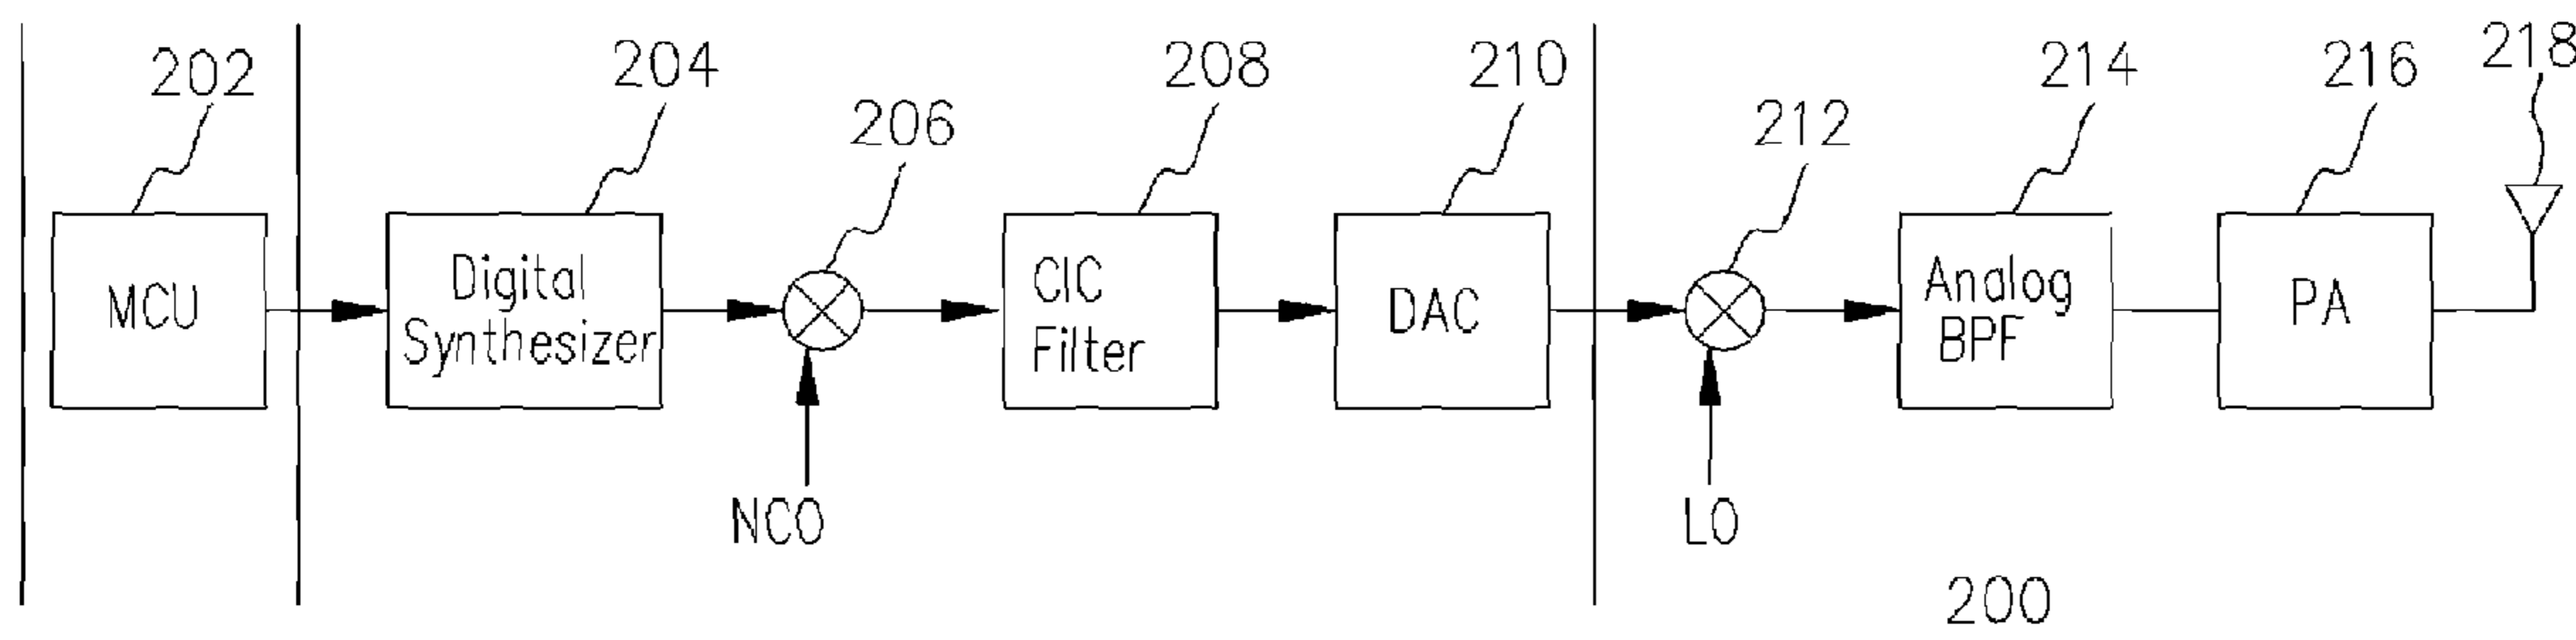 202
204
206
208
210
212
214
216
218
MCU
Digital
Synthesizer
CIC
Filter
DAC
Analog
BPF
PA
NCO
LO
200